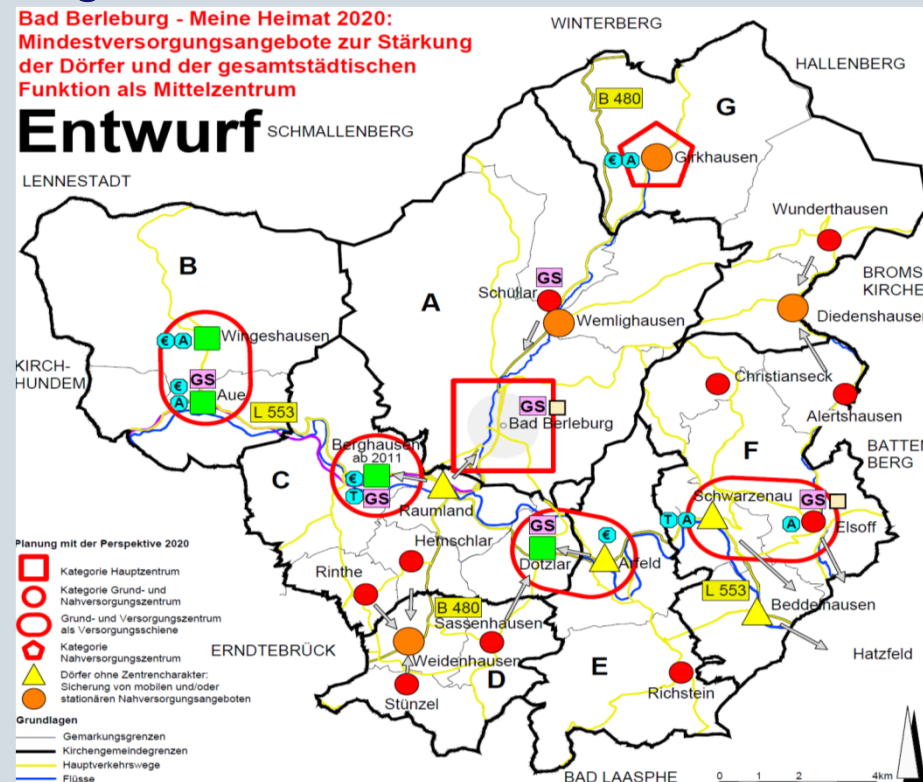 Bad Berleburg - Meine Heimat 2020:
Mindestversorgungsangebote zur Stärkung
der Dörfer und der gesamtstädtischen
Funktion als Mittelzentrum
Entwurf
WINTERBERG
HALLENBERG
SCHMALLENBERG
LENNESTADT
B 480
G
€ A
Girkhausen
Wunderthausen
B
A
GS
Schüllar
Wemlighausen
BROMS
KIRCHE
Diedenshausen
€ A
Wingeshausen
KIRCH-
HUNDEM
€
GS
A
Aue
L 553
GS
Bad Berleburg
Christianseck
Alertshausen
BATTEN
BERG
F
Berghausen
ab 2011
C
€
T
GS
Raumland
GS
€
Dotzlar
Arfeld
Schwarzenau
T A
GS
A
Elsoff
Hemschlar
Rinthe
B 480
Sassenhausen
L 553
Beddelhausen
Hatzfeld
ERNDTEBRÜCK
Weidenhausen
D
E
Stünzel
Richstein
BAD LAASPHE
Planung mit der Perspektive 2020
Kategorie Hauptzentrum
Kategorie Grund- und
Nahversorgungszentrum
Grund- und Versorgungszentrum
als Versorgungsschiene
Kategorie
Nahversorgungszentrum
Dörfer ohne Zentrencharakter:
Sicherung von mobilen und/oder
stationären Nahversorgungsangeboten
Grundlagen
Gemarkungsgrenzen
Kirchengemeindegrenzen
Hauptverkehrswege
Flüsse
0 1 2 4km